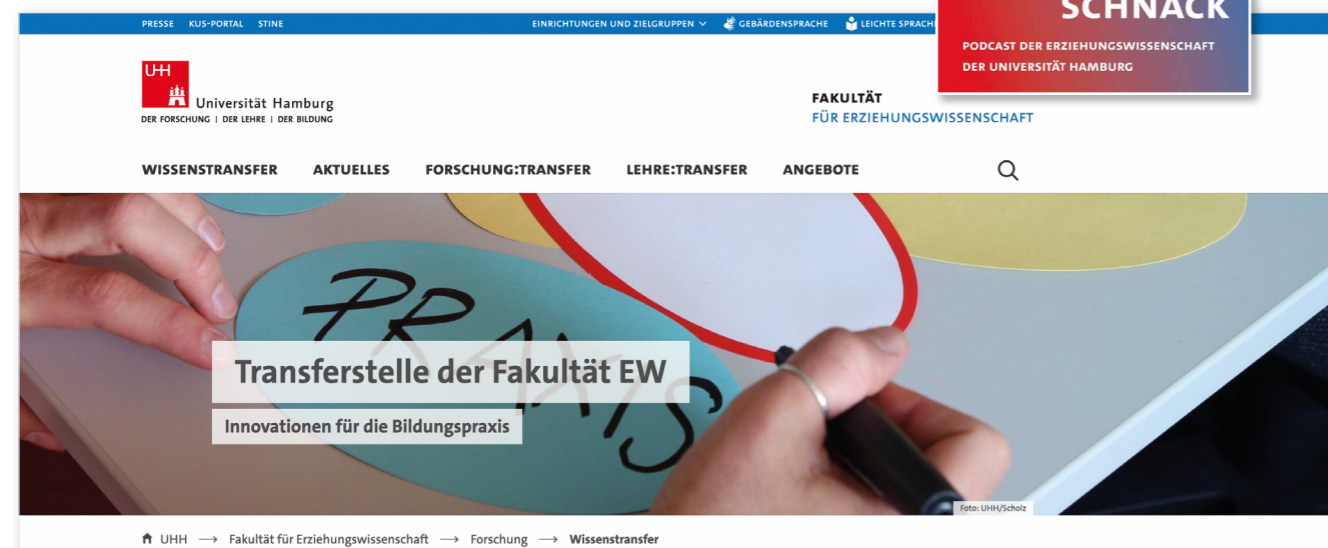 PRESSE KUS-PORTAL STINE
EINRICHTUNGEN UND ZIELGRUPPEN
GEBÄRDENSPRACHE
LEICHTE SPRACHE
SCHNACK
PODCAST DER ERZIEHUNGSWISSENSCHAFT
DER UNIVERSITÄT HAMBURG
UHH
Universität Hamburg
DER FORSCHUNG | DER LEHRE | DER BILDUNG
FAKULTÄT
FÜR ERZIEHUNGSWISSENSCHAFT
WISSENSTRANSFER AKTUELLES FORSCHUNG:TRANSFER LEHRE:TRANSFER ANGEBOTE
PRAXIS
Transferstelle der Fakultät EW
Innovationen für die Bildungspraxis
Foto: UHH/Scholz
UHH → Fakultät für Erziehungswissenschaft → Forschung → Wissenstransfer